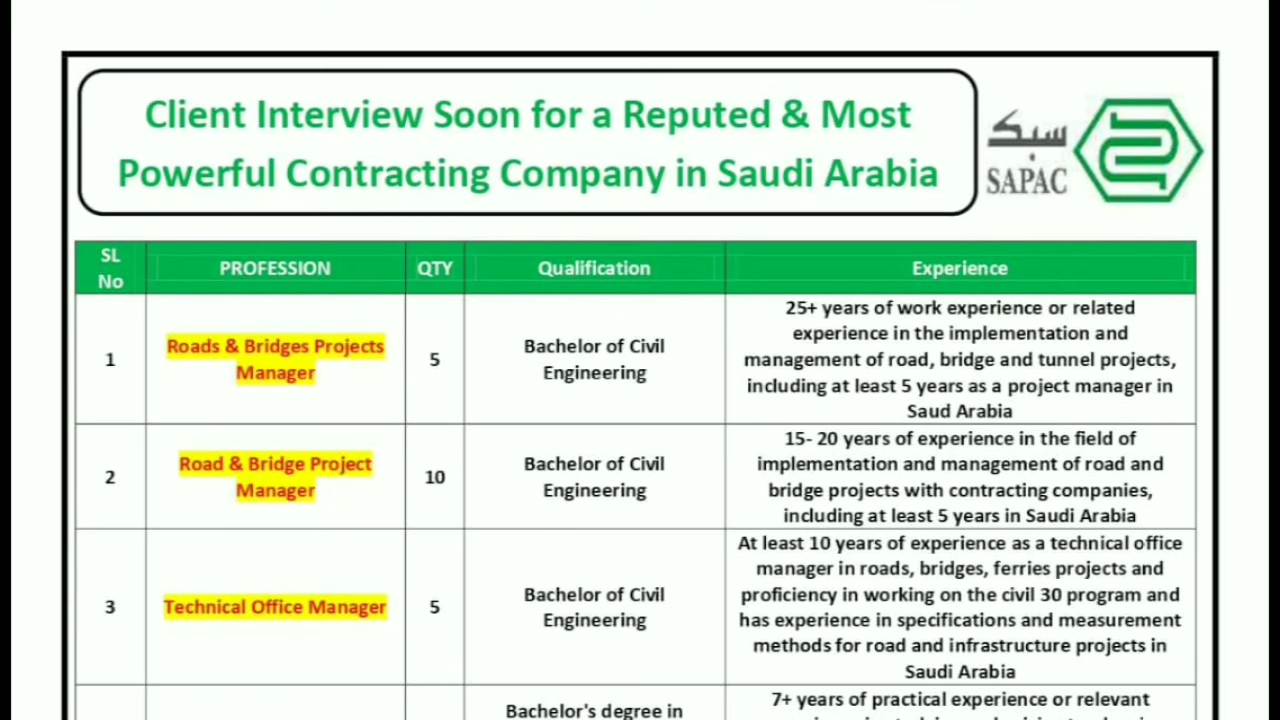 Client Interview Soon for a Reputed & Most
Powerful Contracting Company in Saudi Arabia
سبک
SAPAC
SL No PROFESSION QTY Qualification Experience
1
Roads & Bridges Projects
Manager
5
Bachelor of Civil
Engineering
25+ years of work experience or related
experience in the implementation and
management of road, bridge and tunnel projects,
including at least 5 years as a project manager in
Saud Arabia
2
Road & Bridge Project
Manager
10
Bachelor of Civil
Engineering
15- 20 years of experience in the field of
implementation and management of road and
bridge projects with contracting companies,
including at least 5 years in Saudi Arabia
3
Technical Office Manager
5
Bachelor of Civil
Engineering
At least 10 years of experience as a technical office
manager in roads, bridges, ferries projects and
proficiency in working on the civil 30 program and
has experience in specifications and measurement
methods for road and infrastructure projects in
Saudi Arabia
Bachelor's degree in
7+ years of practical experience or relevant